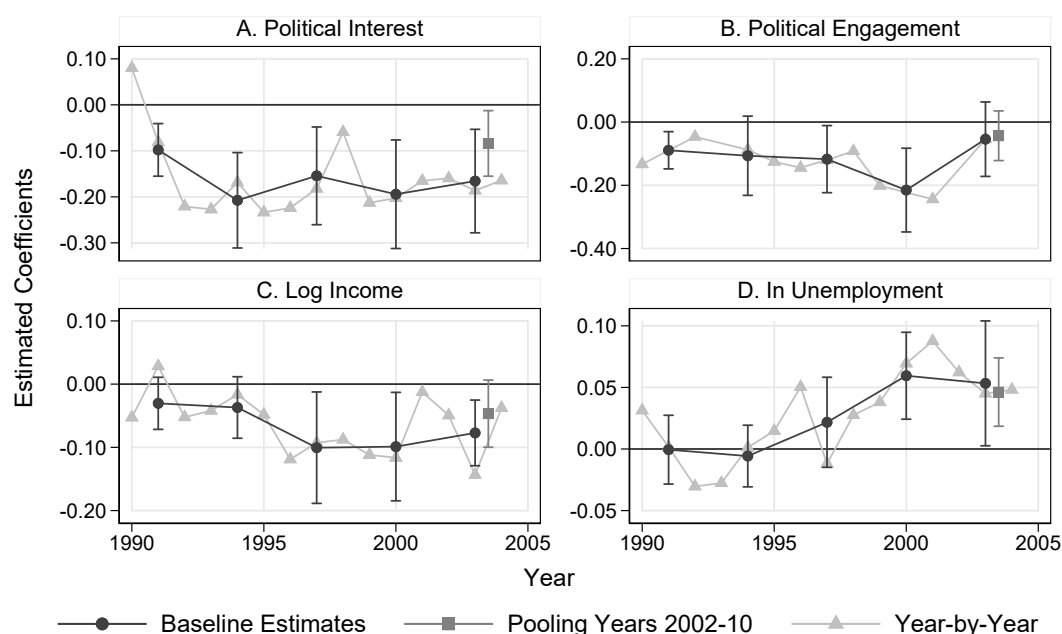 A. Political Interest
B. Political Engagement
0.10
0.00
-0.10
-0.20
-0.30
0.20
0.00
-0.20
-0.40
C. Log Income
D. In Unemployment
0.10
0.00
-0.10
-0.20
0.10
0.05
0.00
-0.05
1990 1995 2000 2005
1990 1995 2000 2005
Estimated Coefficients
Year
Baseline Estimates Pooling Years 2002-10 Year-by-Year